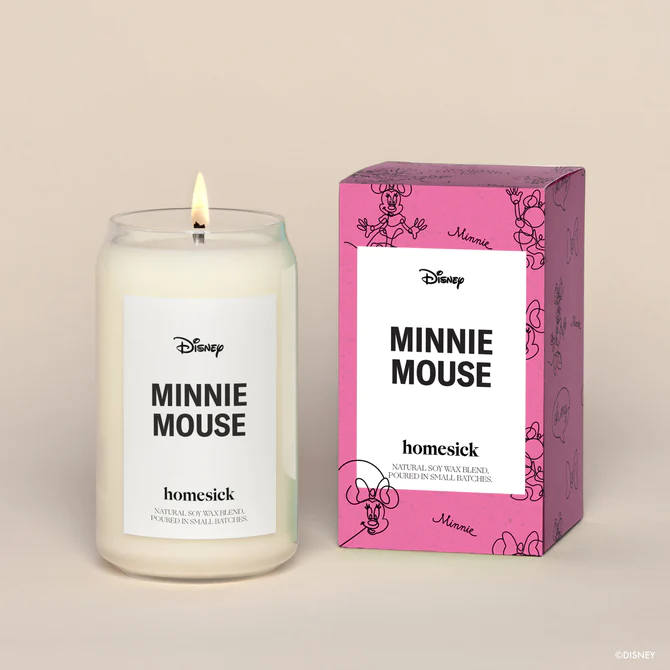 Disney
MINNIE
MOUSE
homesick
NATURAL SOY WAX BLEND,
POURED IN SMALL BATCHES.
Minnie
Disney
MINNIE
MOUSE
homesick
NATURAL SOY WAX BLEND,
POURED IN SMALL BATCHES.
Minnie
©DISNEY